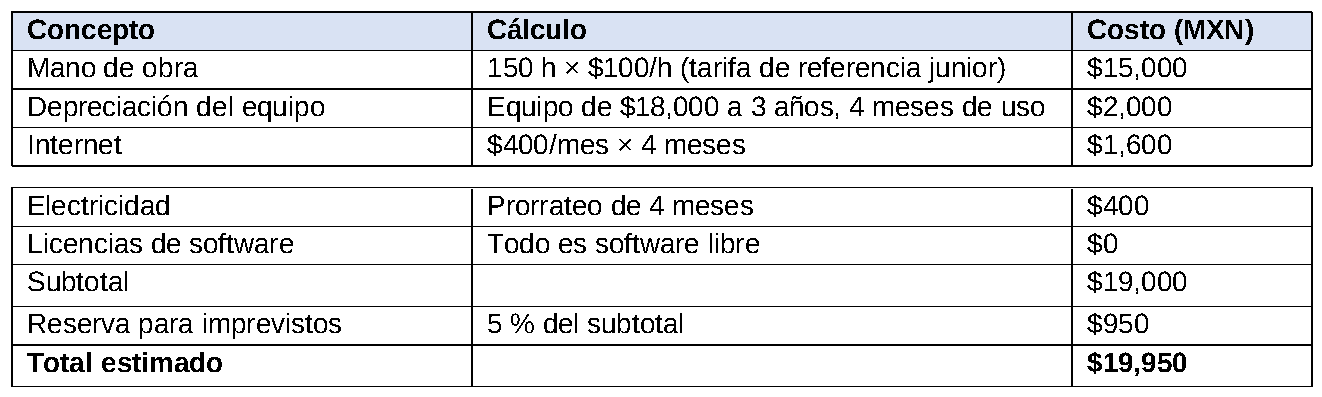 Concepto Cálculo Costo (MXN)
Mano de obra 150 h × $100/h (tarifa de referencia junior) $15,000
Depreciación del equipo Equipo de $18,000 a 3 años, 4 meses de uso $2,000
Internet $400/mes × 4 meses $1,600
Electricidad Prorrateo de 4 meses $400
Licencias de software Todo es software libre $0
Subtotal $19,000
Reserva para imprevistos 5 % del subtotal $950
Total estimado $19,950